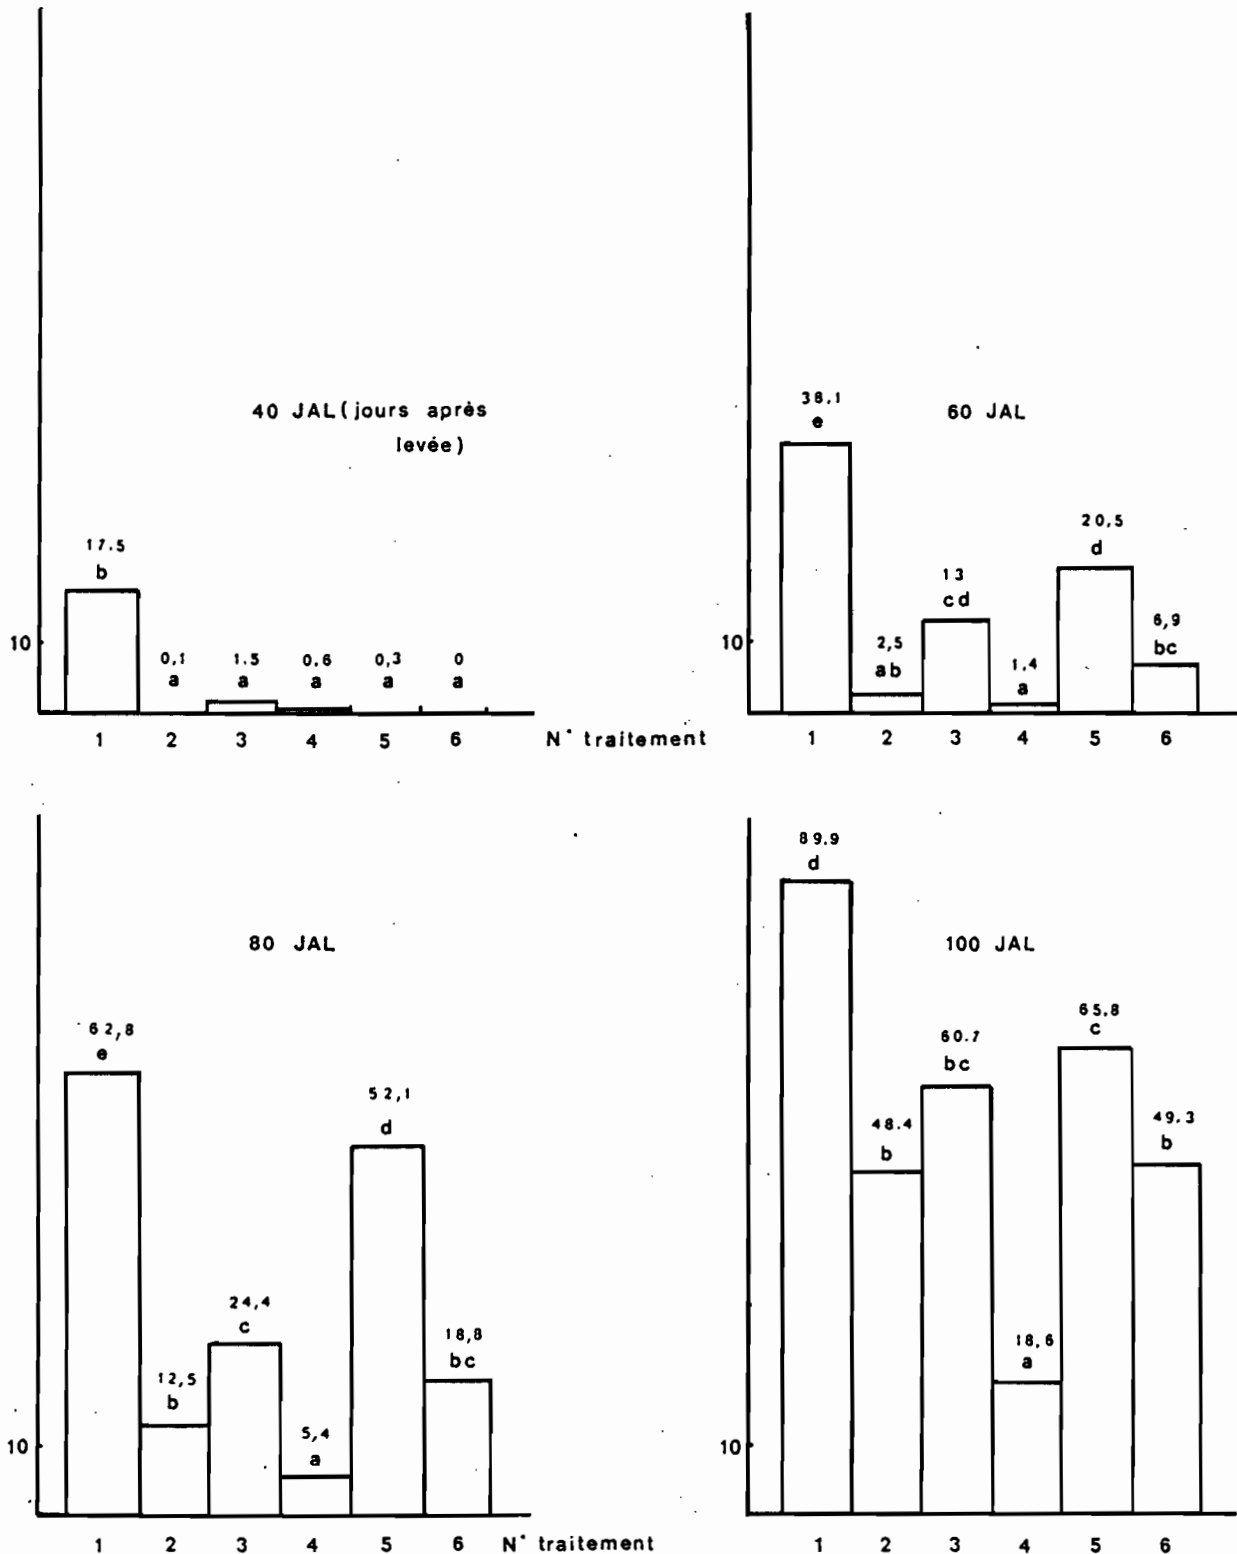 40 JAL (jours après
levée)
17.5
b
10
0,1 1.5 0.6 0,3 0
a a a a a
1 2 3 4 5 6 N° traitement
38,1
e
60 JAL
20,5
d
13
cd
10
2,5
ab
1,4
a
6,9
bc
1 2 3 4 5 6
80 JAL
62,8
e
52,1
d
24,4
c
18,8
bc
12,5
b
5,4
a
10
1 2 3 4 5 6 N° traitement
89.9
d
100 JAL
65.8
c
60.7
bc
48.4
b
49.3
b
18,6
a
10
1 2 3 4 5 6